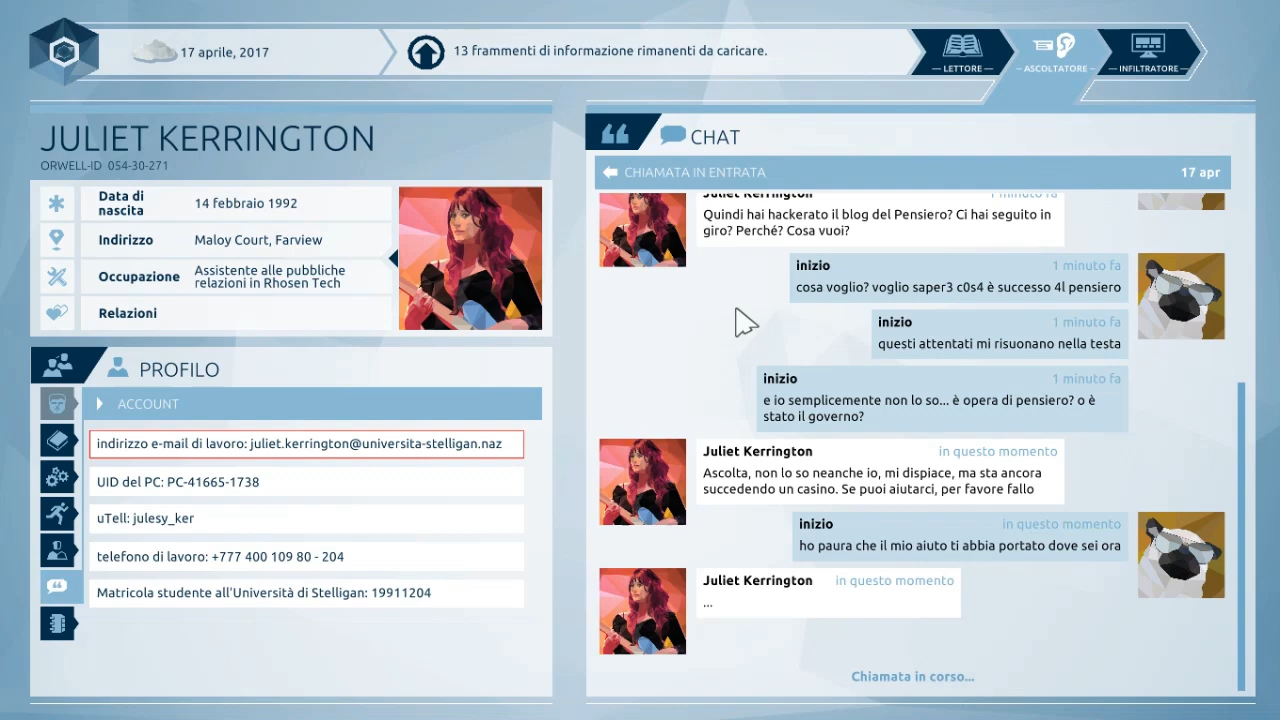 17 aprile, 2017
13 frammenti di informazione rimanenti da caricare.
— LETTORE —
— ASCOLTATORE —
— INFILTRATORE —
JULIET KERRINGTON
ORWELL-ID 054-30-271
Data di
nascita
14 febbraio 1992
Indirizzo
Maloy Court, Farview
Occupazione
Assistente alle pubbliche
relazioni in Rhosen Tech
Relazioni
PROFILO
ACCOUNT
indirizzo e-mail di lavoro: juliet.kerrington@universita-stelligan.naz
UID del PC: PC-41665-1738
uTell: julesy_ker
telefono di lavoro: +777 400 109 80 - 204
Matricola studente all'Università di Stelligan: 19911204
CHAT
CHIAMATA IN ENTRATA
17 apr
Juliet Kerrington 1 minuto fa
Quindi hai hackerato il blog del Pensiero? Ci hai seguito in
giro? Perché? Cosa vuoi?
inizio 1 minuto fa
cosa voglio? voglio saper3 c0s4 è successo 4l pensiero
inizio 1 minuto fa
questi attentati mi risuonano nella testa
inizio 1 minuto fa
e io semplicemente non lo so... è opera di pensiero? o è
stato il governo?
Juliet Kerrington in questo momento
Ascolta, non lo so neanche io, mi dispiace, ma sta ancora
succedendo un casino. Se puoi aiutarci, per favore fallo
inizio in questo momento
ho paura che il mio aiuto ti abbia portato dove sei ora
Juliet Kerrington in questo momento
...
Chiamata in corso...